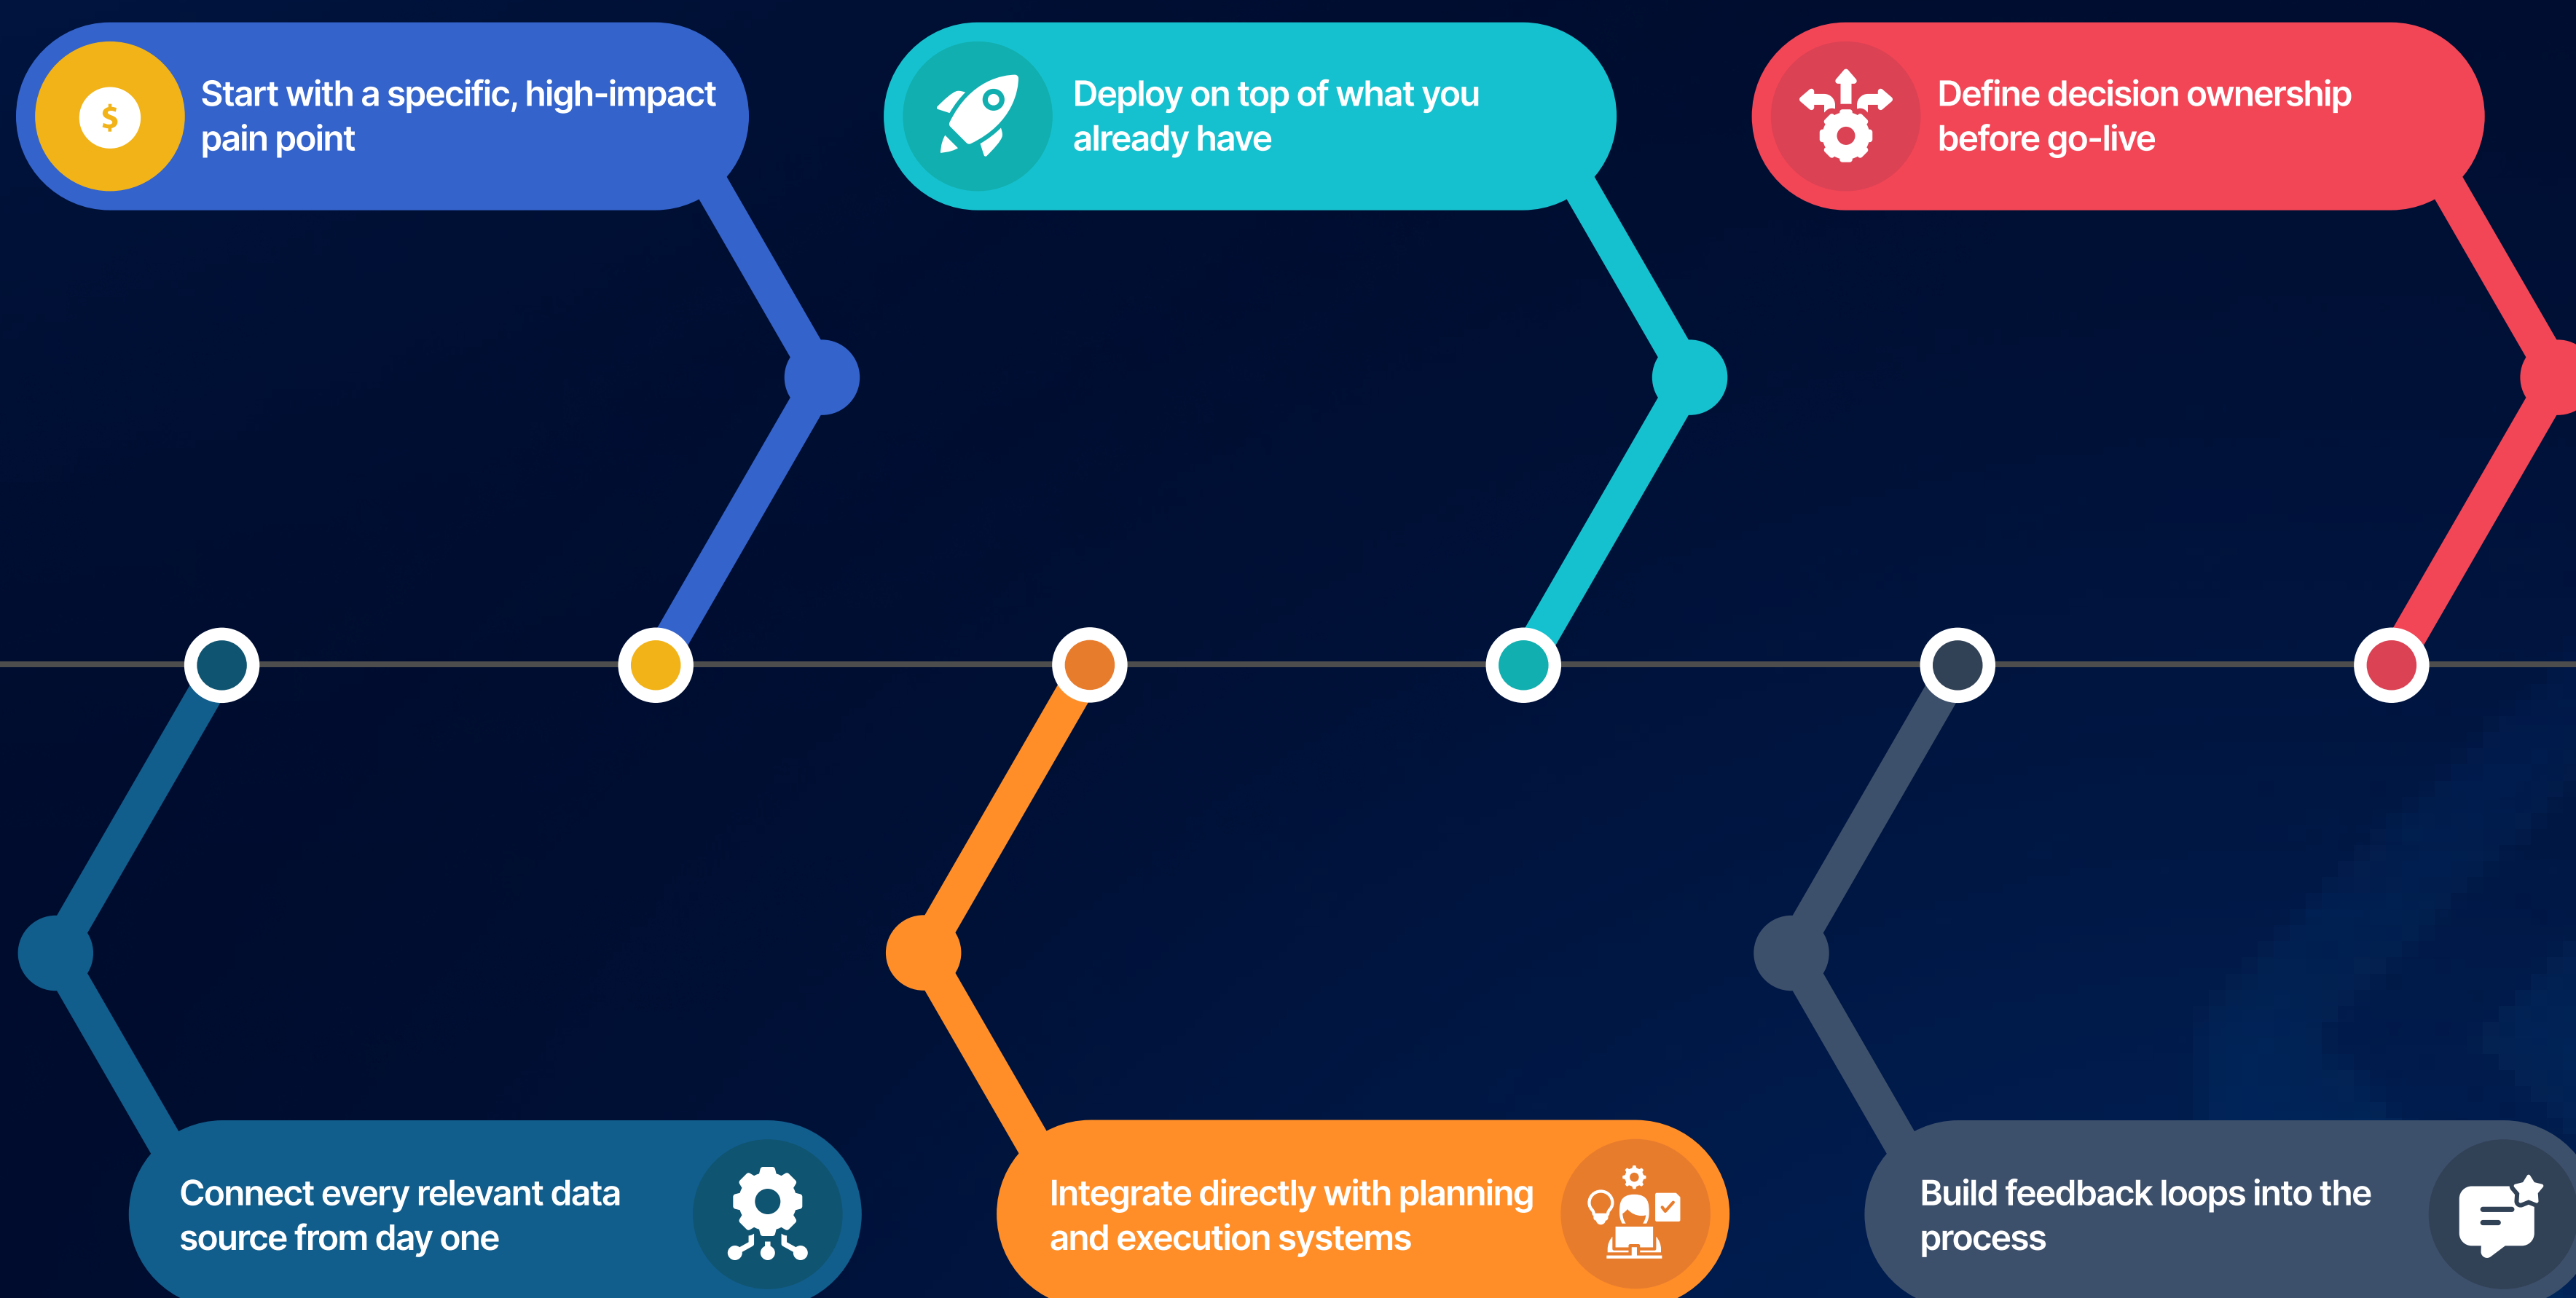 $
Start with a specific, high-impact
pain point
Deploy on top of what you
already have
Define decision ownership
before go-live
Connect every relevant data
source from day one
Integrate directly with planning
and execution systems
Build feedback loops into the
process